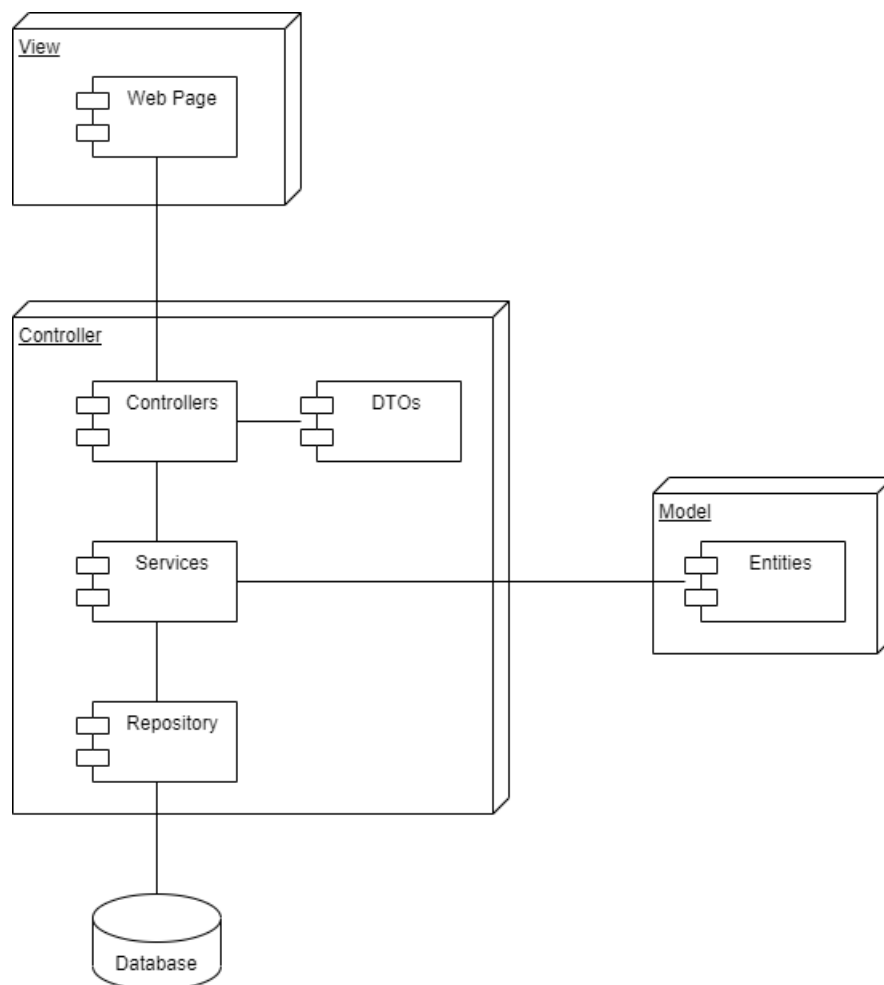 View
Web Page
Controller
Controllers
DTOs
Model
Services
Entities
Repository
Database